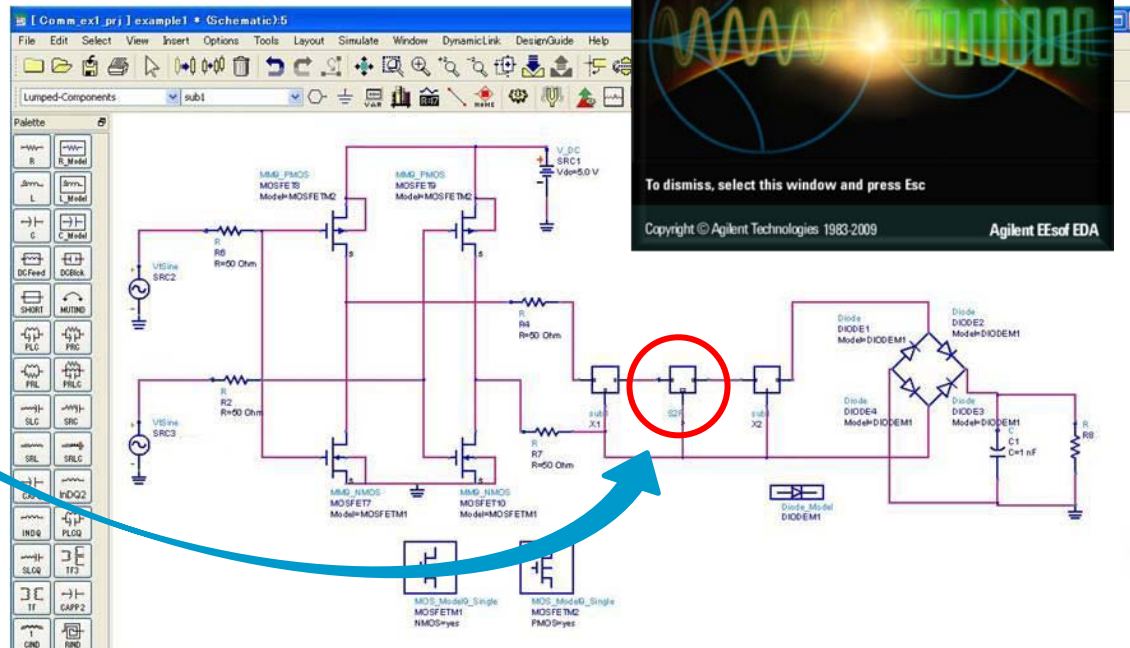 [ Comm_ex1_prj ] example1 * (Schematic):5
File Edit Select View Insert Options Tools Layout Simulate Window DynamicLink DesignGuide Help
Lumped-Components
sub1
VAR
NAME
To dismiss, select this window and press Esc
Copyright © Agilent Technologies 1983-2009
Agilent EEsof EDA
Palette
R
R_Model
L
L_Model
C
C_Model
DCFeed
DCBlck
SHORT
MUTIND
PLC
PRC
PRL
PRLC
SLC
SRC
SRL
SRLC
InDQ2
INDQ
PLCQ
SLCQ
TF3
TF
CAPP2
CIND
RIND
V_DC
SRC1
Vdc=5.0 V
MM9_PMOS
MOSFET8
Model=MOSFETM2
MM9_PMOS
MOSFET9
Model=MOSFETM2
S
S
VtSine
SRC2
R
R6
R=50 Ohm
VtSine
SRC3
R
R2
R=50 Ohm
R
R4
R=50 Ohm
R
R7
R=50 Ohm
MM9_NMOS
MOSFET7
Model=MOSFETM1
MM9_NMOS
MOSFET10
Model=MOSFETM1
X1
sub1
X2
Diode
DIODE1
Model=DIODEM1
Diode
DIODE2
Model=DIODEM1
Diode
DIODE4
Model=DIODEM1
Diode
DIODE3
Model=DIODEM1
C
C1
C=1 nF
R
R8
Diode_Model
DIODEM1
MOS_Model9_Single
MOSFETM1
NMOS=yes
MOS_Model9_Single
MOSFETM2
PMOS=yes